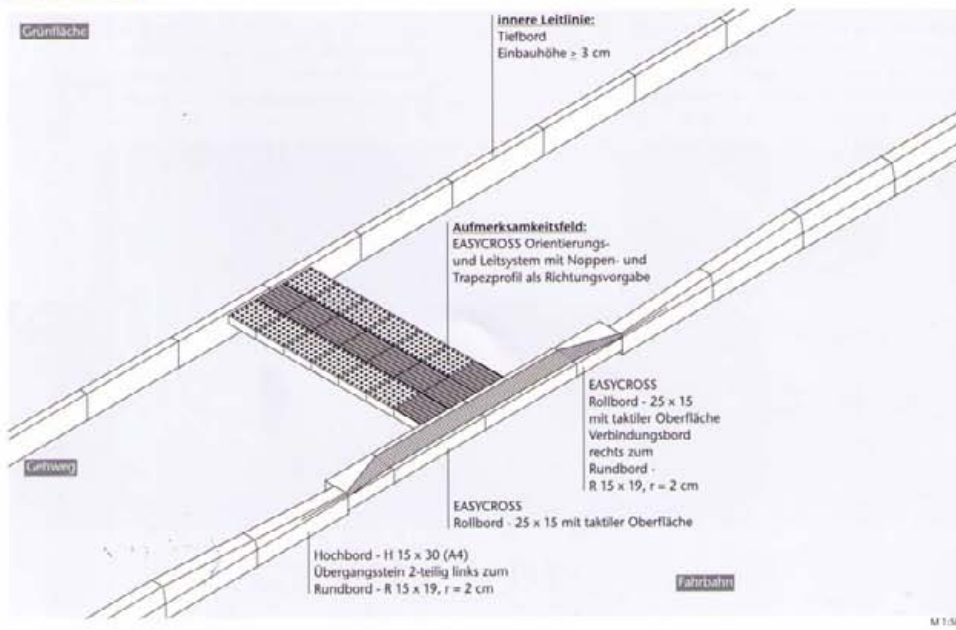 Grünfläche
innere Leitlinie:
Tiefbord
Einbauhöhe ≥ 3 cm
Aufmerksamkeitsfeld:
EASYCROSS Orientierungs-
und Leitsystem mit Noppen- und
Trapezprofil als Richtungsvorgabe
EASYCROSS
Rollbord - 25 x 15
mit taktiler Oberfläche
Verbindungsbord
rechts zum
Rundbord -
R 15 x 19, r = 2 cm
Gehweg
EASYCROSS
Rollbord - 25 x 15 mit taktiler Oberfläche
Hochbord - H 15 x 30 (A4)
Übergangsstein 2-teilig links zum
Rundbord - R 15 x 19, r = 2 cm
Fahrbahn